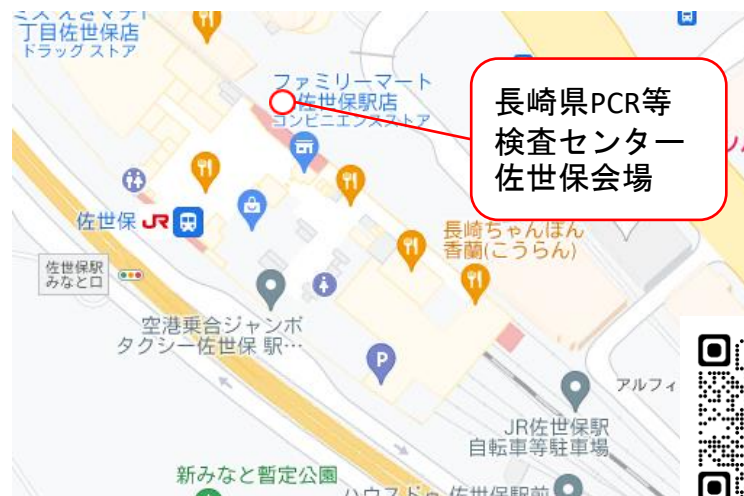 丁目佐世保店
ドラッグ ストア
ファミリーマート
佐世保駅店
コンビニエンスストア
長崎県PCR等
検査センター
佐世保会場
佐世保 JR
佐世保駅
みなと口
長崎ちゃんぽん
香蘭(こうらん)
空港乗合ジャンボ
タクシー佐世保 駅…
P
アルフィ
JR佐世保駅
自転車等駐車場
新みなと暫定公園